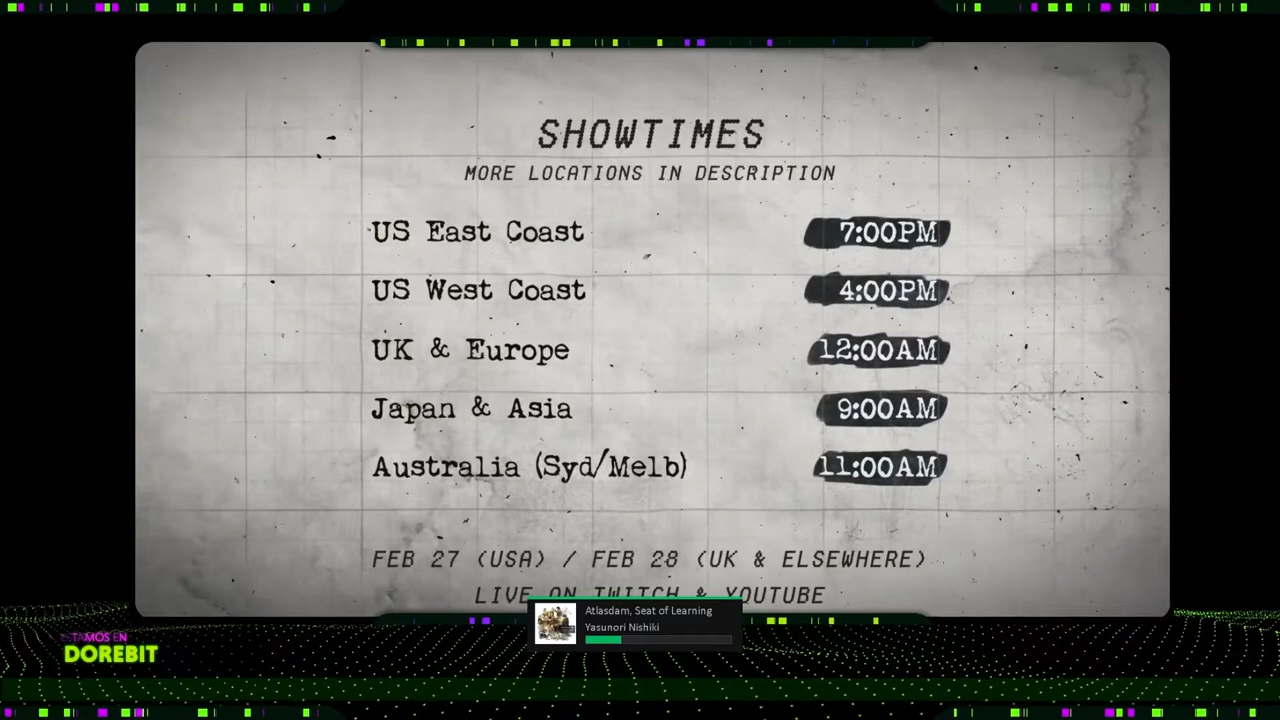 SHOWTIMES
MORE LOCATIONS IN DESCRIPTION
US East Coast 7:00PM
US West Coast 4:00PM
UK & Europe 12:00AM
Japan & Asia 9:00AM
Australia (Syd/Melb) 11:00AM
FEB 27 (USA) / FEB 28 (UK & ELSEWHERE)
LIVE ON TWITCH & YOUTUBE
Atlasdam, Seat of Learning
Yasunori Nishiki
ESTAMOS EN
DOREBIT